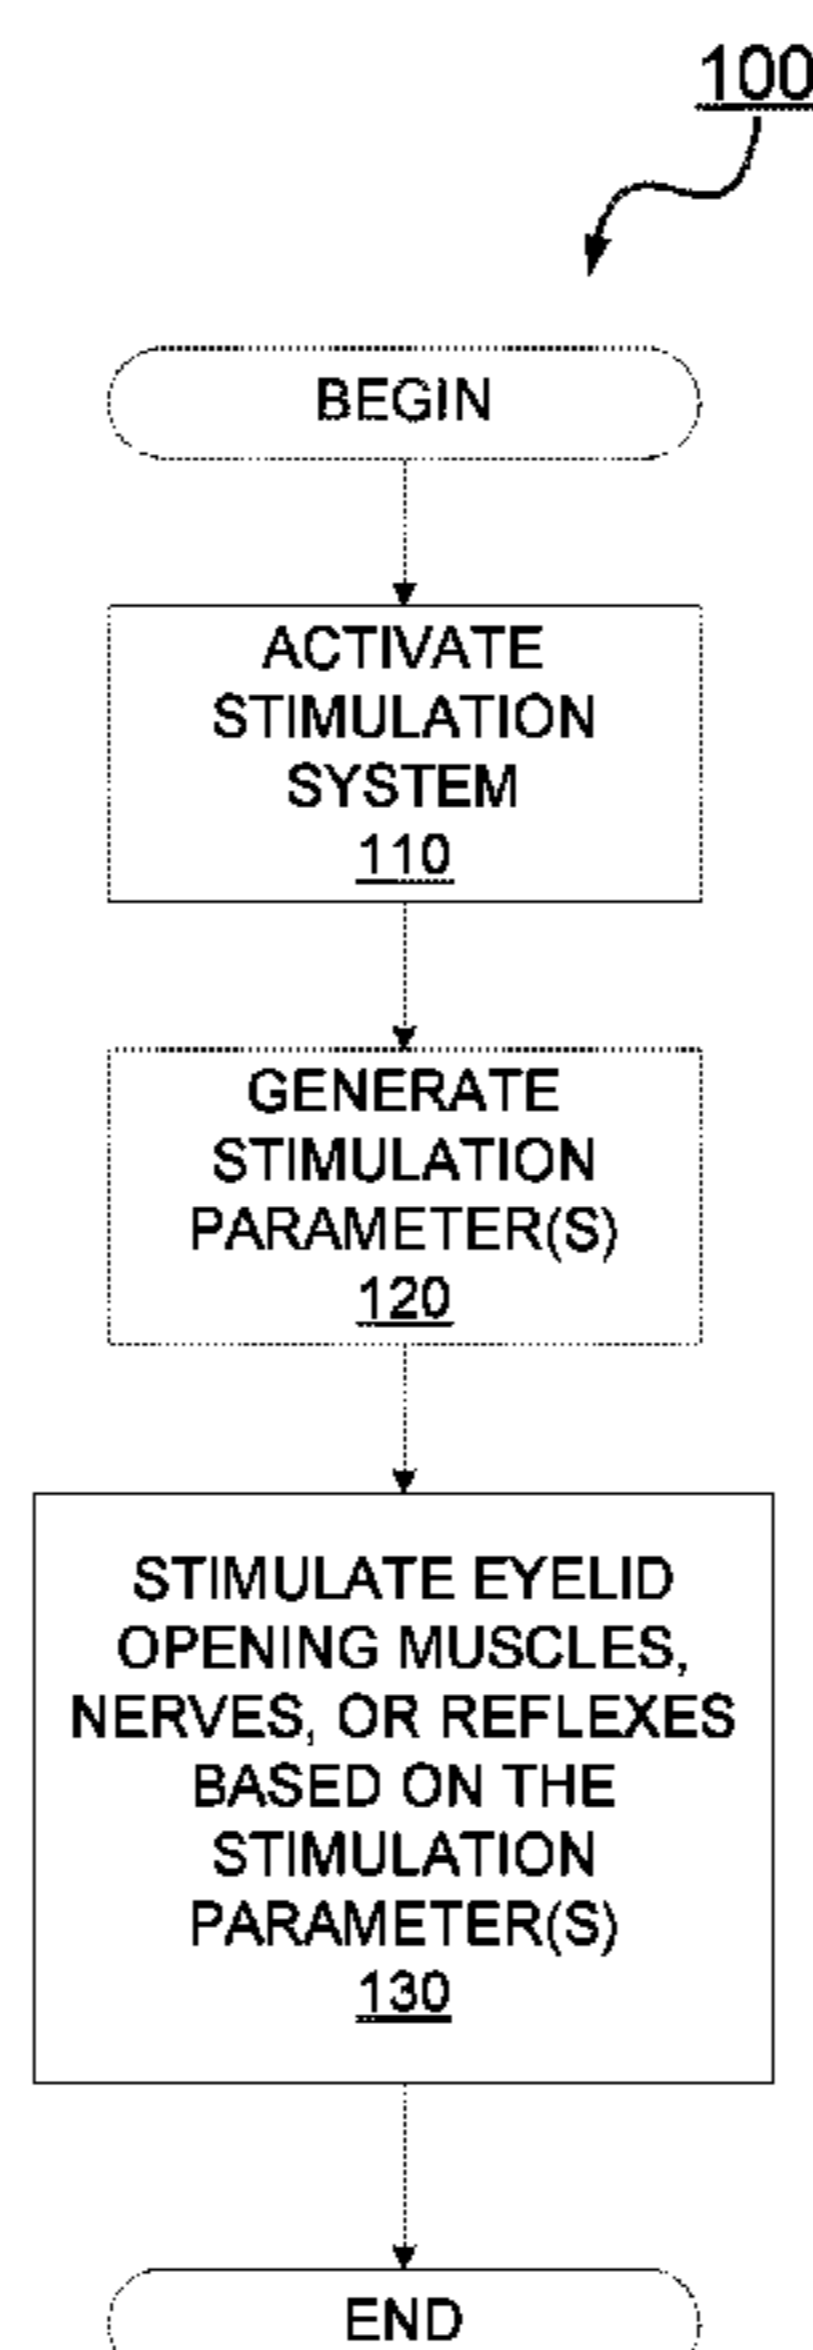 100
BEGIN
ACTIVATE
STIMULATION
SYSTEM
110
GENERATE
STIMULATION
PARAMETER(S)
120
STIMULATE EYELID
OPENING MUSCLES,
NERVES, OR REFLEXES
BASED ON THE
STIMULATION
PARAMETER(S)
130
END